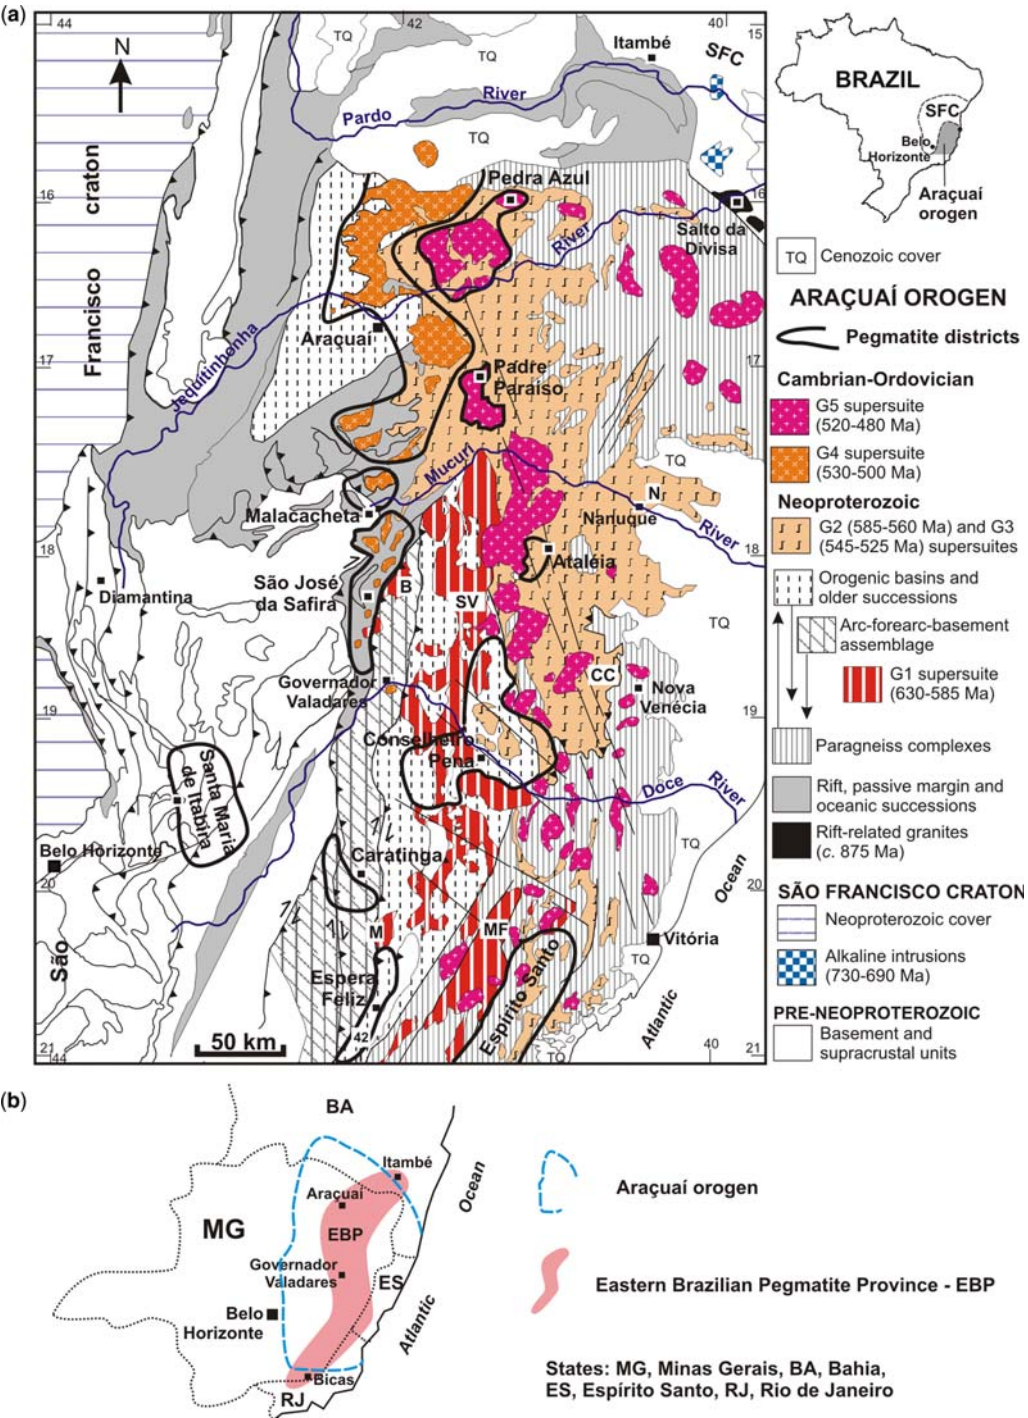 (a)
44
42
40
15
N
TQ
TQ
Itambé
SFC
Pardo
River
TQ
BRAZIL
SFC
Belo
Horizonte
Araçuaí
orogen
16
craton
Francisco
São
Pedra Azul
16
Salto da
Divisa
River
Jequitinhonha
Araçuaí
17
17
Padre
Paraíso
TQ
Mucuri
River
N
Nanuque
Malacacheta
18
18
Ataléia
Diamantina
São José
da Safira
B
SV
TQ
CC
Governador
Valadares
Nova
Venécia
19
19
Conselheiro
Pena
Santa Maria
de Itabira
Doce
River
TQ
Belo Horizonte
Caratinga
20
20
Ocean
M
MF
Vitória
TQ
Espera
Feliz
Espírito Santo
Atlantic
50 km
42
TQ
40
21
21
44
TQ
Cenozoic cover
ARAÇUAÍ OROGEN
Pegmatite districts
Cambrian-Ordovician
G5 supersuite
(520-480 Ma)
G4 supersuite
(530-500 Ma)
Neoproterozoic
G2 (585-560 Ma) and G3
(545-525 Ma) supersuites
Orogenic basins and
older successions
Arc-forearc-basement
assemblage
G1 supersuite
(630-585 Ma)
Paragneiss complexes
Rift, passive margin and
oceanic successions
Rift-related granites
(c. 875 Ma)
SÃO FRANCISCO CRATON
Neoproterozoic cover
Alkaline intrusions
(730-690 Ma)
PRE-NEOPROTEROZOIC
Basement and
supracrustal units
(b)
BA
Itambé
Ocean
Araçuaí
MG
EBP
Governador
Valadares
ES
Belo
Horizonte
Atlantic
Bicas
RJ
Araçuaí orogen
Eastern Brazilian Pegmatite Province - EBP
States: MG, Minas Gerais, BA, Bahia,
ES, Espírito Santo, RJ, Rio de Janeiro